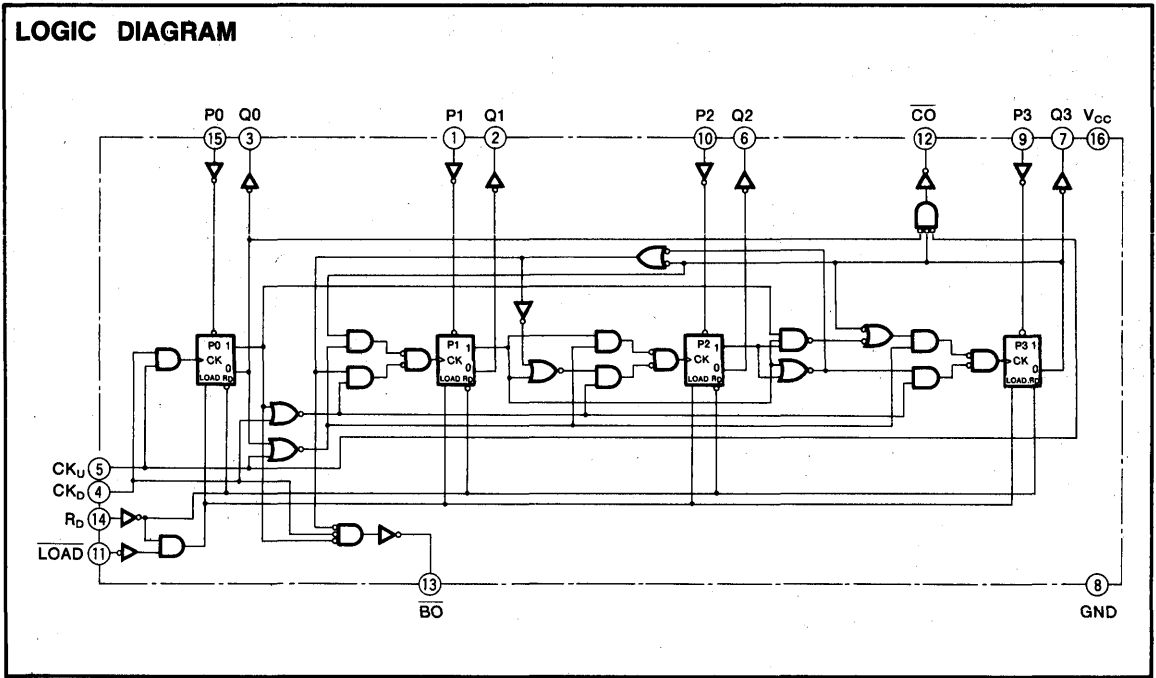 LOGIC DIAGRAM
P0 Q0 P1 Q1 P2 Q2 CO P3 Q3 VCC
15 3 1 2 10 6 12 9 7 16
P0 1 P1 1 P2 1 P3 1
CK CK CK CK
0 0 0 0
LOAD RD LOAD RD LOAD RD LOAD RD
CKU 5
CKD 4
RD 14
LOAD 11
13 8
BO GND